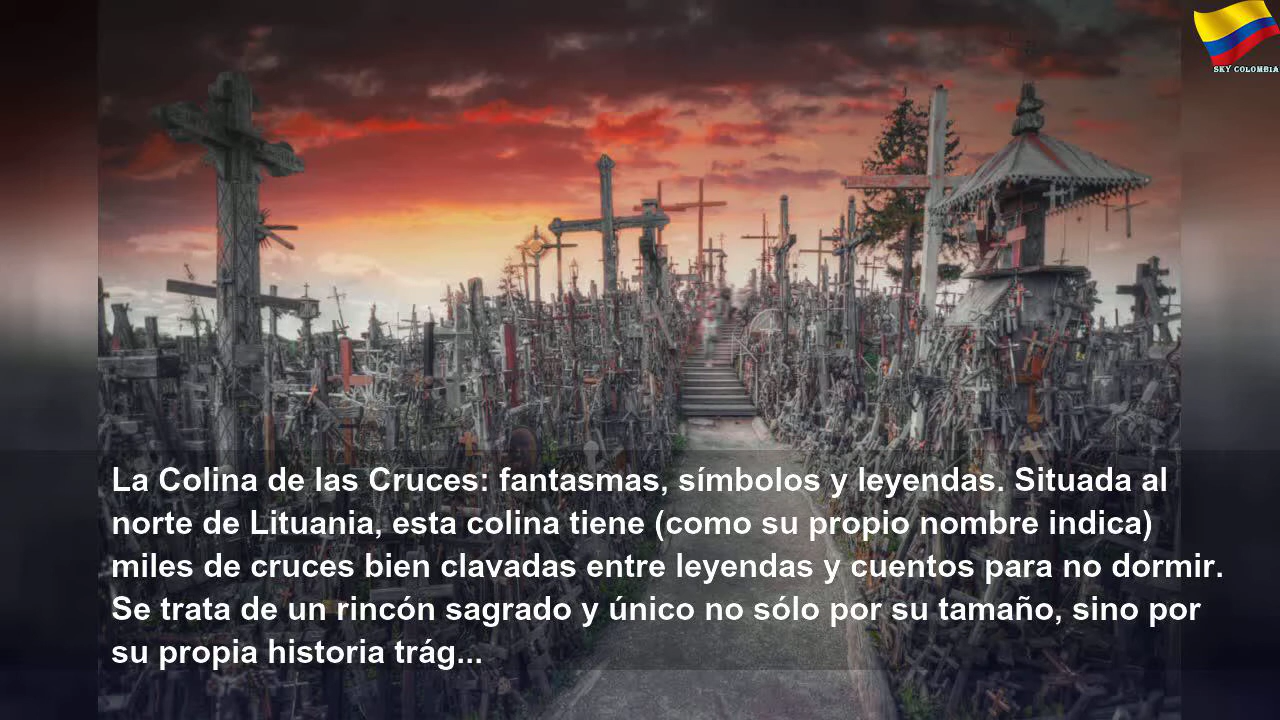 SKY COLOMBIA
La Colina de las Cruces: fantasmas, símbolos y leyendas. Situada al
norte de Lituania, esta colina tiene (como su propio nombre indica)
miles de cruces bien clavadas entre leyendas y cuentos para no dormir.
Se trata de un rincón sagrado y único no sólo por su tamaño, sino por
su propia historia trág...